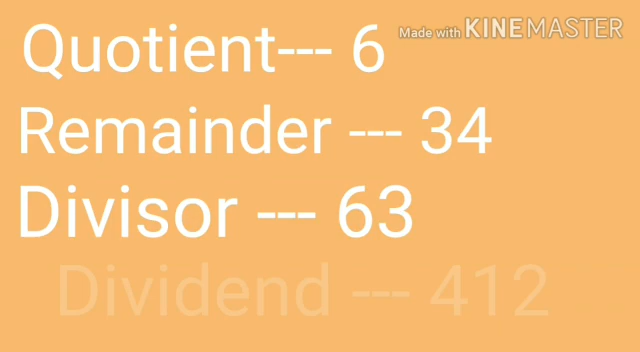 Made with KINEMASTER
Quotient--- 6
Remainder --- 34
Divisor --- 63
Dividend --- 412